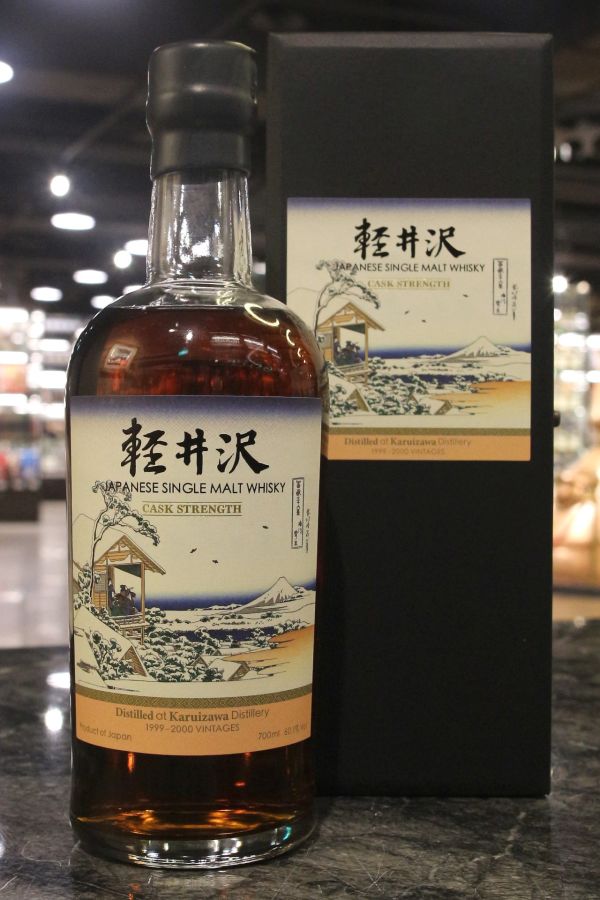 軽井沢
JAPANESE SINGLE MALT WHISKY
CASK STRENGTH
Distilled at Karuizawa Distillery
1999-2000 VINTAGES
Product of Japan
700ml
軽井沢
JAPANESE SINGLE MALT WHISKY
CASK STRENGTH
Distilled at Karuizawa Distillery
1999-2000 VINTAGES